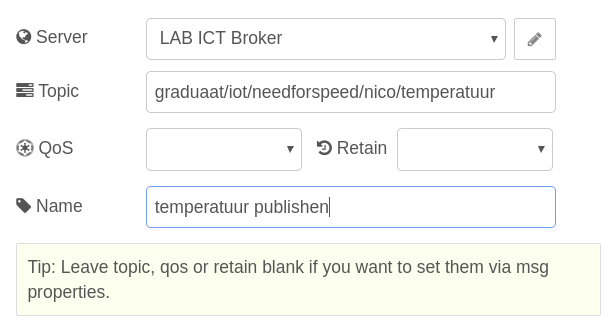 Server LAB ICT Broker
Topic graduaat/iot/needforspeed/nico/temperatuur
QoS Retain
Name temperatuur publishen
Tip: Leave topic, qos or retain blank if you want to set them via msg
properties.